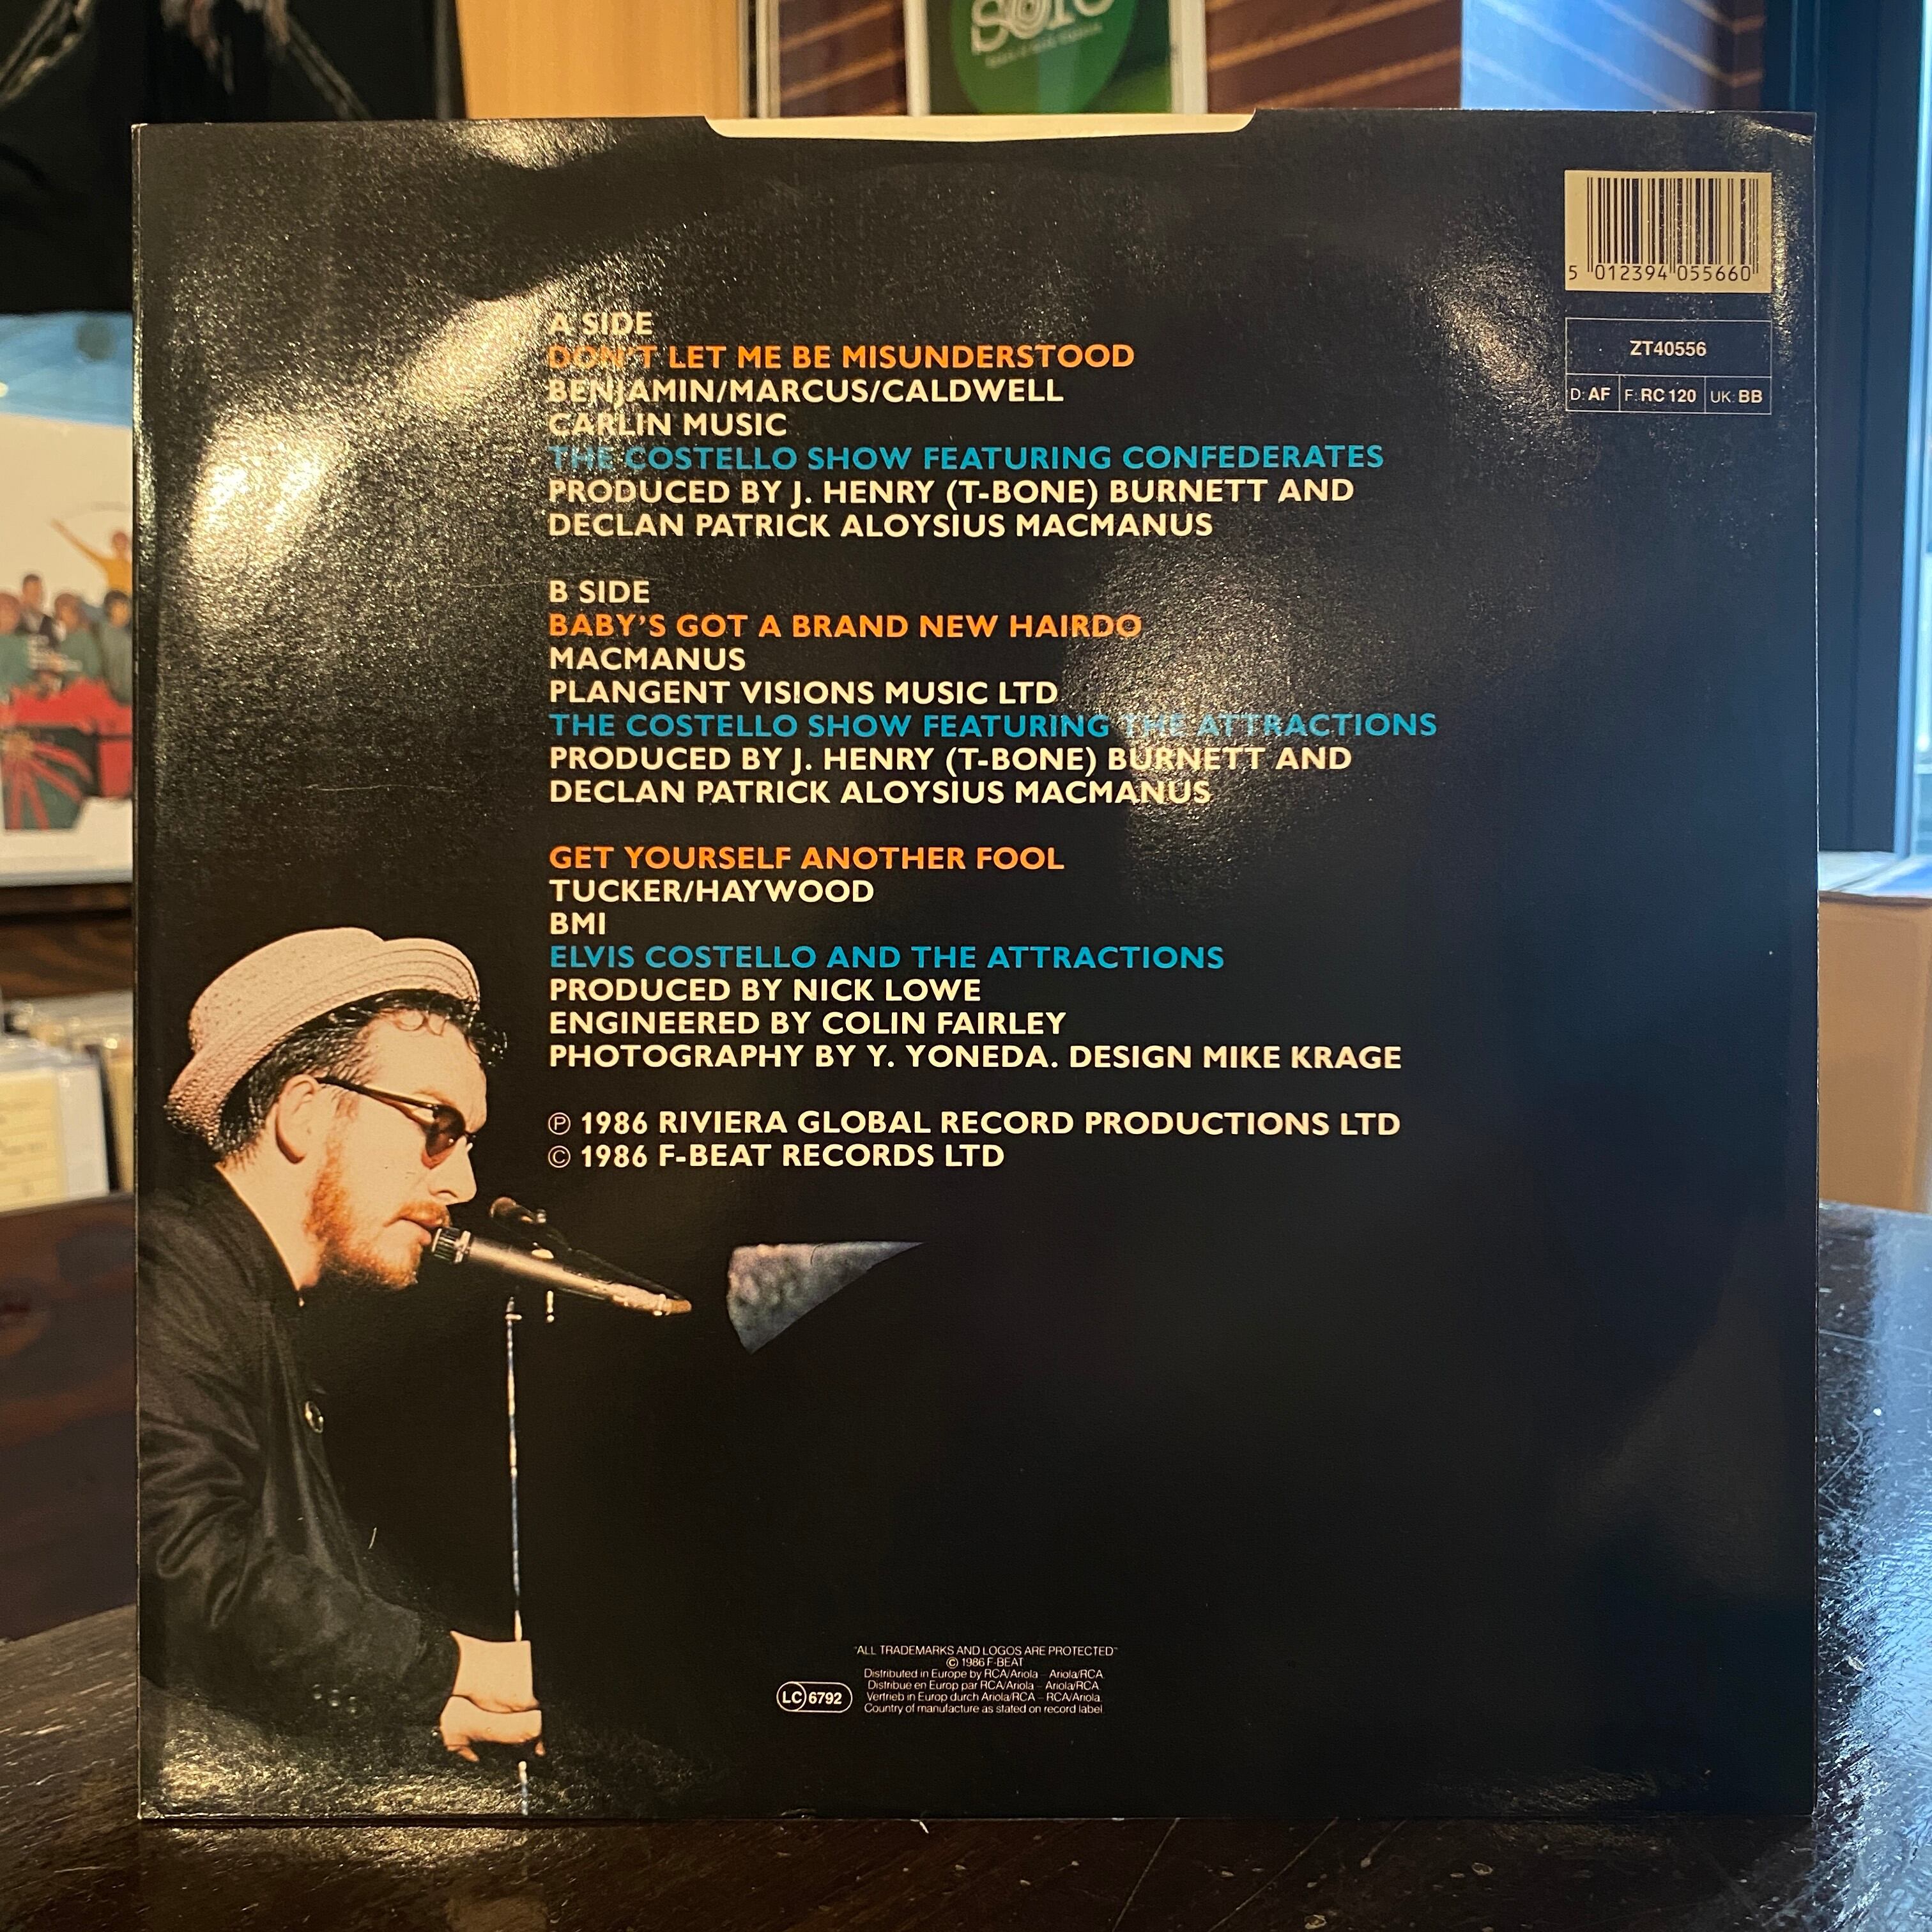 5 012394 055660
ZT40556
D: AF F: RC 120 UK: BB
A SIDE
DON'T LET ME BE MISUNDERSTOOD
BENJAMIN/MARCUS/CALDWELL
CARLIN MUSIC
THE COSTELLO SHOW FEATURING CONFEDERATES
PRODUCED BY J. HENRY (T-BONE) BURNETT AND
DECLAN PATRICK ALOYSIUS MACMANUS
B SIDE
BABY'S GOT A BRAND NEW HAIRDO
MACMANUS
PLANGENT VISIONS MUSIC LTD
THE COSTELLO SHOW FEATURING THE ATTRACTIONS
PRODUCED BY J. HENRY (T-BONE) BURNETT AND
DECLAN PATRICK ALOYSIUS MACMANUS
GET YOURSELF ANOTHER FOOL
TUCKER/HAYWOOD
BMI
ELVIS COSTELLO AND THE ATTRACTIONS
PRODUCED BY NICK LOWE
ENGINEERED BY COLIN FAIRLEY
PHOTOGRAPHY BY Y. YONEDA. DESIGN MIKE KRAGE
℗ 1986 RIVIERA GLOBAL RECORD PRODUCTIONS LTD
© 1986 F-BEAT RECORDS LTD
"ALL TRADEMARKS AND LOGOS ARE PROTECTED"
© 1986 F-BEAT
Distributed in Europe by RCA/Ariola – Ariola/RCA
Distribue en Europ par RCA/Ariola – Ariola/RCA
Vertrieb in Europ durch Ariola/RCA – RCA/Ariola.
Country of manufacture as stated on record label
LC 6792